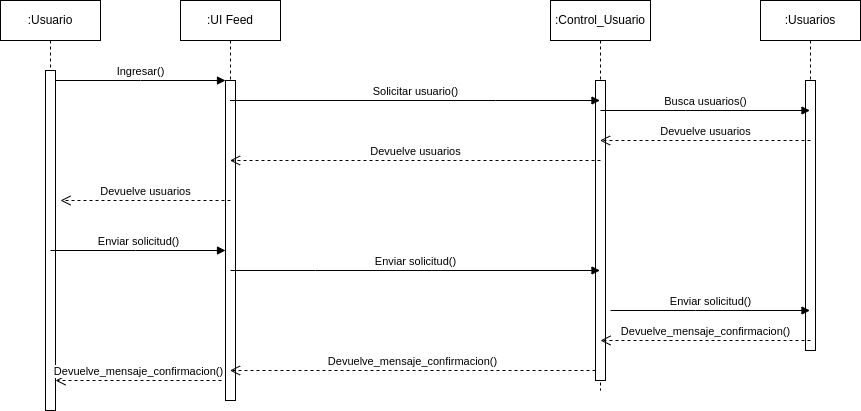 :Usuario
:UI Feed
:Control_Usuario
:Usuarios
Ingresar()
Solicitar usuario()
Busca usuarios()
Devuelve usuarios
Devuelve usuarios
Devuelve usuarios
Enviar solicitud()
Enviar solicitud()
Enviar solicitud()
Devuelve_mensaje_confirmacion()
Devuelve_mensaje_confirmacion()
Devuelve_mensaje_confirmacion()